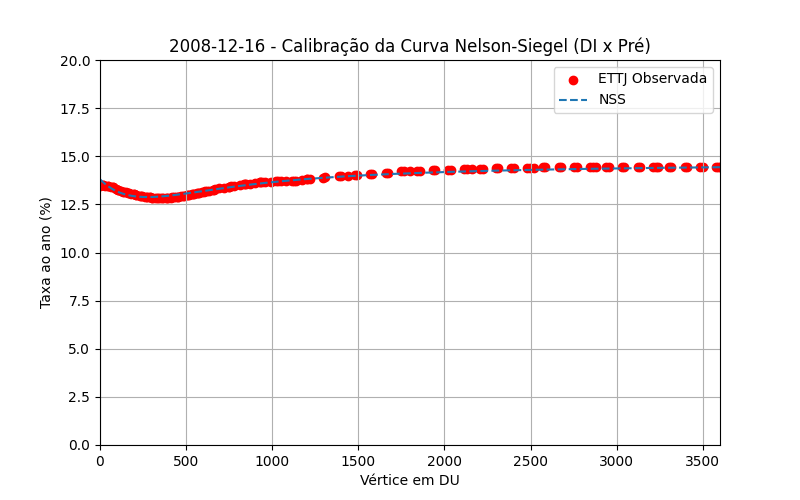 2008-12-16 - Calibração da Curva Nelson-Siegel (DI x Pré)
20.0
17.5
15.0
12.5
10.0
7.5
5.0
2.5
0.0
Taxa ao ano (%)
ETTJ Observada
NSS
0 500 1000 1500 2000 2500 3000 3500
Vértice em DU